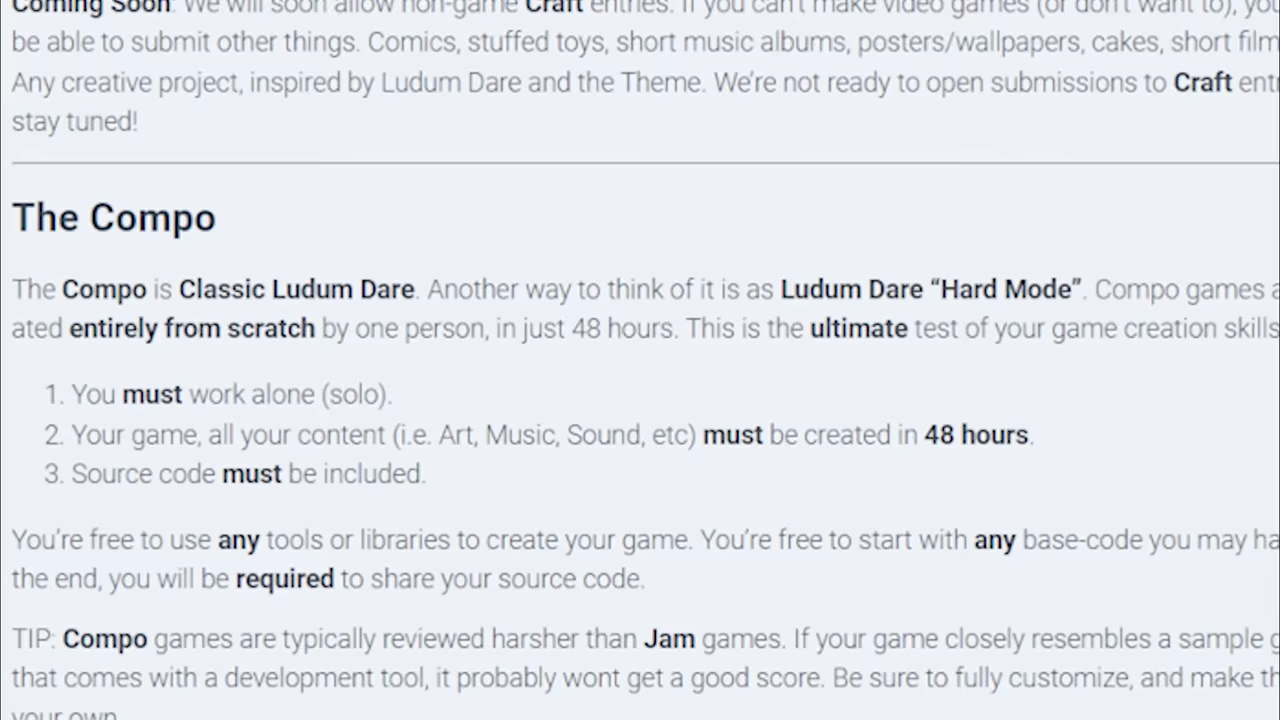 Coming Soon: We will soon allow non-game Craft entries. If you can't make video games (or don't want to), you
be able to submit other things. Comics, stuffed toys, short music albums, posters/wallpapers, cakes, short film
Any creative project, inspired by Ludum Dare and the Theme. We're not ready to open submissions to Craft ent
stay tuned!
The Compo
The Compo is Classic Ludum Dare. Another way to think of it is as Ludum Dare “Hard Mode”. Compo games a
ated entirely from scratch by one person, in just 48 hours. This is the ultimate test of your game creation skills
1. You must work alone (solo).
2. Your game, all your content (i.e. Art, Music, Sound, etc) must be created in 48 hours.
3. Source code must be included.
You’re free to use any tools or libraries to create your game. You’re free to start with any base-code you may ha
the end, you will be required to share your source code.
TIP: Compo games are typically reviewed harsher than Jam games. If your game closely resembles a sample g
that comes with a development tool, it probably wont get a good score. Be sure to fully customize, and make th
your own